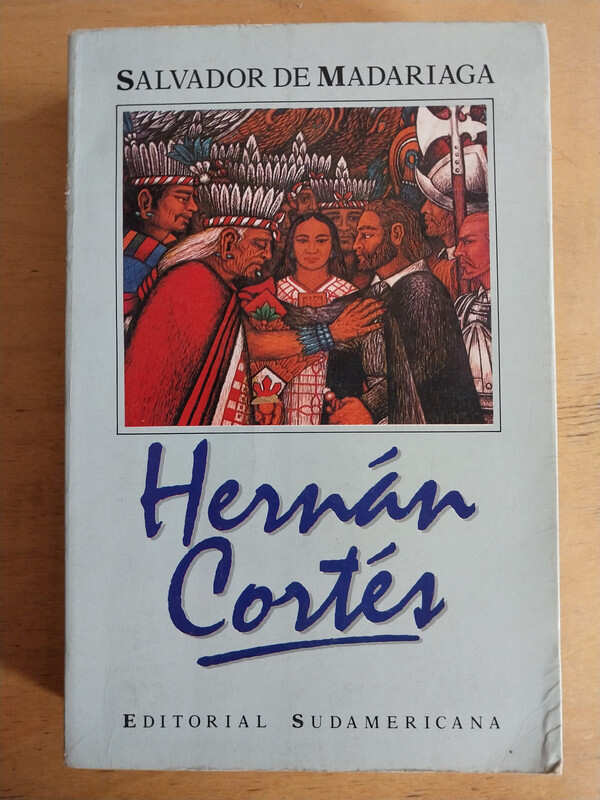 SALVADOR DE MADARIAGA
Hernán
Cortés
EDITORIAL SUDAMERICANA